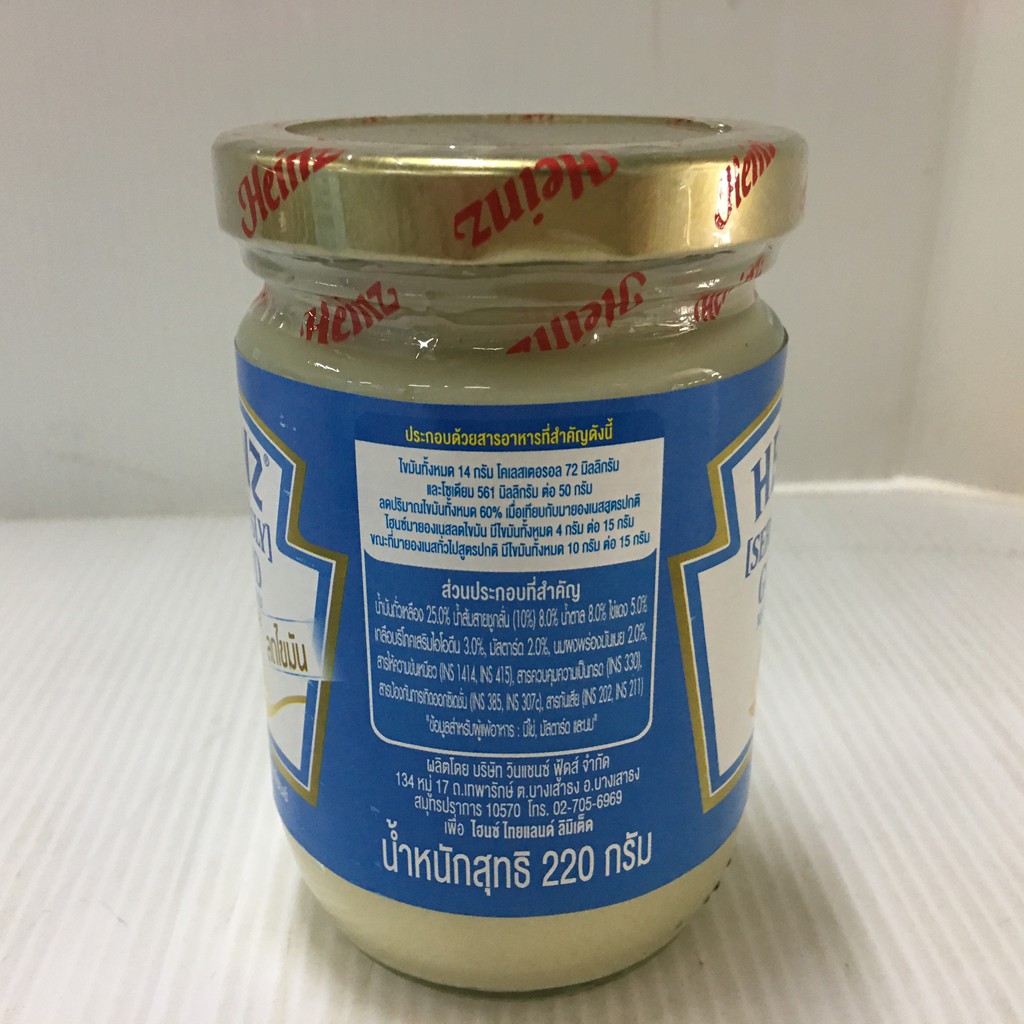 Heinz
Heinz
Heinz
Heinz
Heinz
ประกอบด้วยสารอาหารที่สำคัญดังนี้
ไขมันทั้งหมด 14 กรัม โคเลสเตอรอล 72 มิลลิกรัม
และโซเดียม 561 มิลลิกรัม ต่อ 50 กรัม
ลดปริมาณไขมันทั้งหมด 60% เมื่อเทียบกับมายองเนสสูตรปกติ
ไฮนซ์มายองเนสลดไขมัน มีไขมันทั้งหมด 4 กรัม ต่อ 15 กรัม
ขณะที่มายองเนสทั่วไปสูตรปกติ มีไขมันทั้งหมด 10 กรัม ต่อ 15 กรัม
ส่วนประกอบที่สำคัญ
น้ำมันถั่วเหลือง 25.0% น้ำส้มสายชูกลั่น (10%) 8.0% น้ำตาล 8.0% ไข่แดง 5.0%
เกลือบริโภคเสริมไอโอดีน 3.0%, มัสตาร์ด 2.0%, นมผงพร่องมันเนย 2.0%,
สารให้ความข้นเหนียว (INS 1414, INS 415), สารควบคุมความเป็นกรด (INS 330),
สารป้องกันการเกิดออกซิเดชั่น (INS 385, INS 307c), สารกันเสีย (INS 202, INS 211)
"ข้อมูลสำหรับผู้แพ้อาหาร : มีไข่, มัสตาร์ด และนม"
ผลิตโดย บริษัท วินแชนซ์ ฟู้ดส์ จำกัด
134 หมู่ 17 ถ.เทพารักษ์ ต.บางเสาธง อ.บางเสาธง
สมุทรปราการ 10570 โทร. 02-705-6969
เพื่อ ไฮนซ์ ไทยแลนด์ ลิมิเต็ด
น้ำหนักสุทธิ 220 กรัม
ลดไขมัน